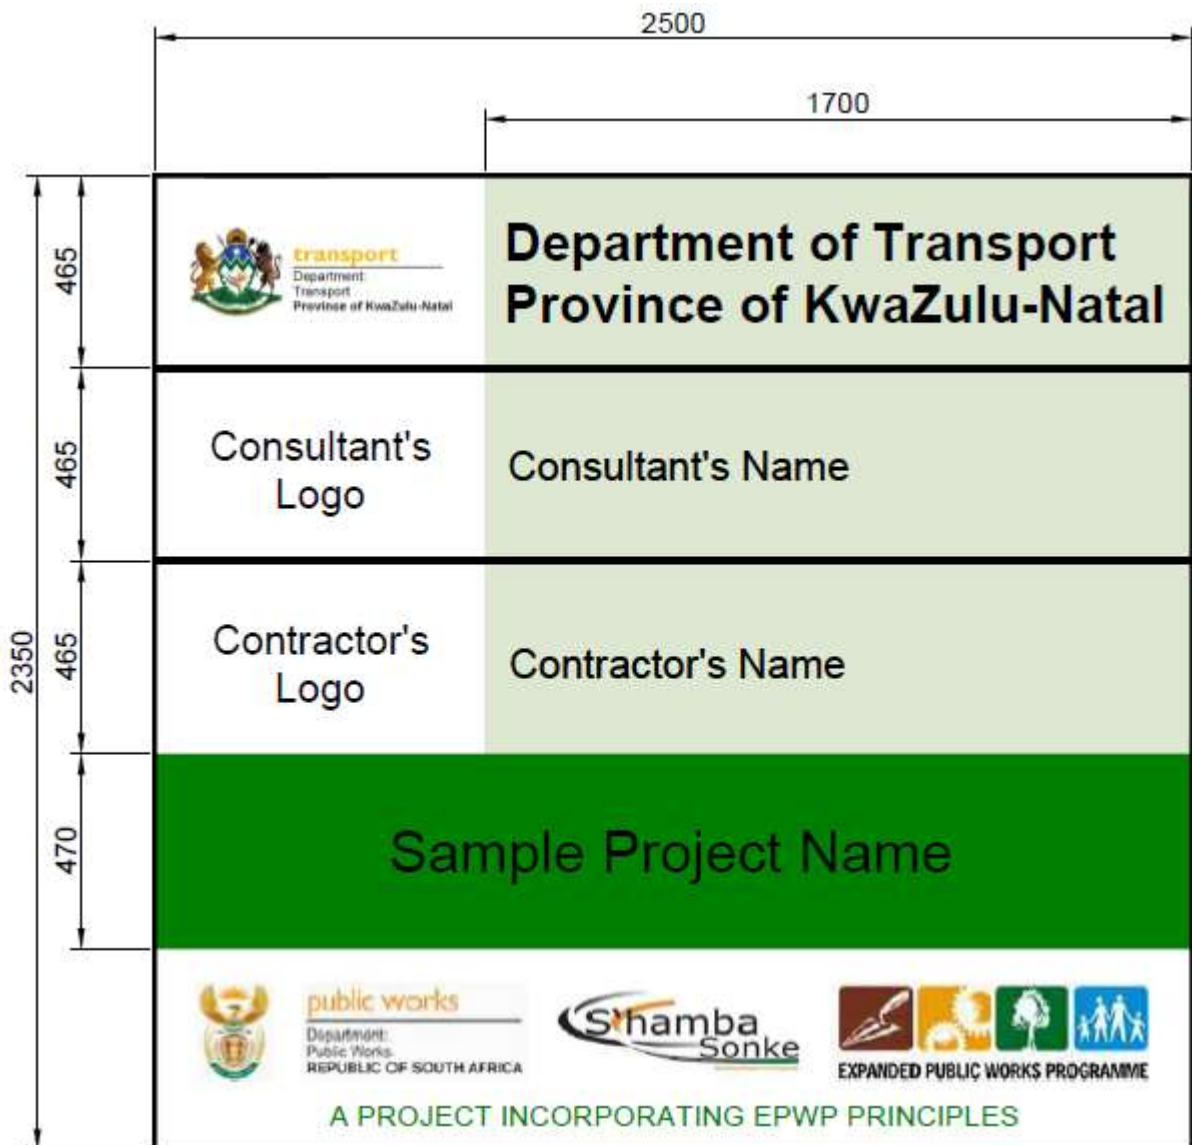 2500
1700
465
transport
Department:
Transport
Province of KwaZulu-Natal
Department of Transport
Province of KwaZulu-Natal
465
Consultant's
Logo
Consultant's Name
2350
465
Contractor's
Logo
Contractor's Name
470
Sample Project Name
public works
Department:
Public Works
REPUBLIC OF SOUTH AFRICA
S'hamba
Sonke
EXPANDED PUBLIC WORKS PROGRAMME
A PROJECT INCORPORATING EPWP PRINCIPLES